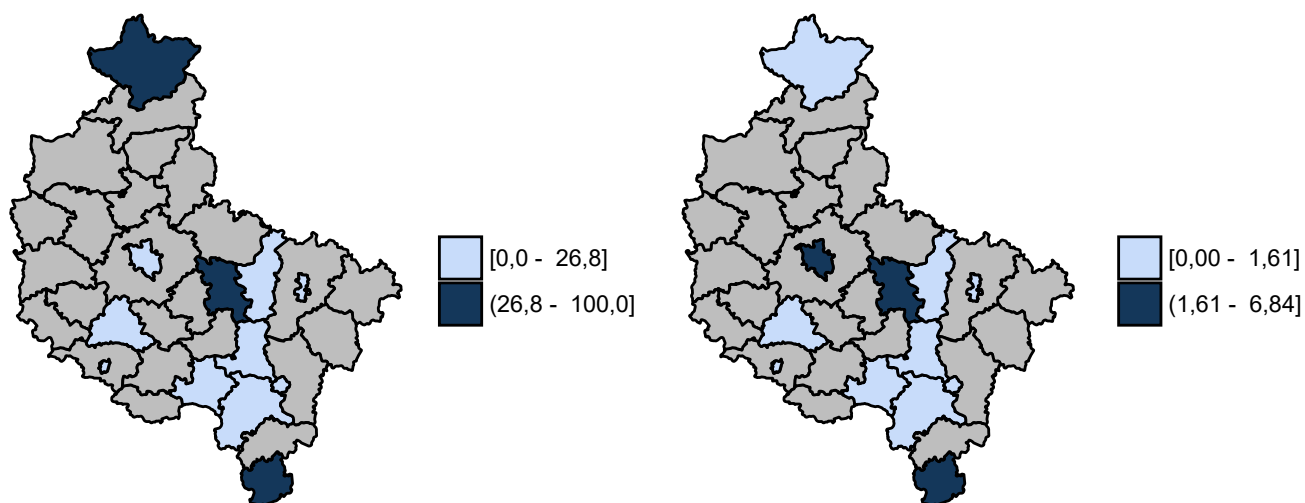 [0,0 -  26,8]
(26,8 -  100,0]
[0,00 -  1,61]
(1,61 -  6,84]